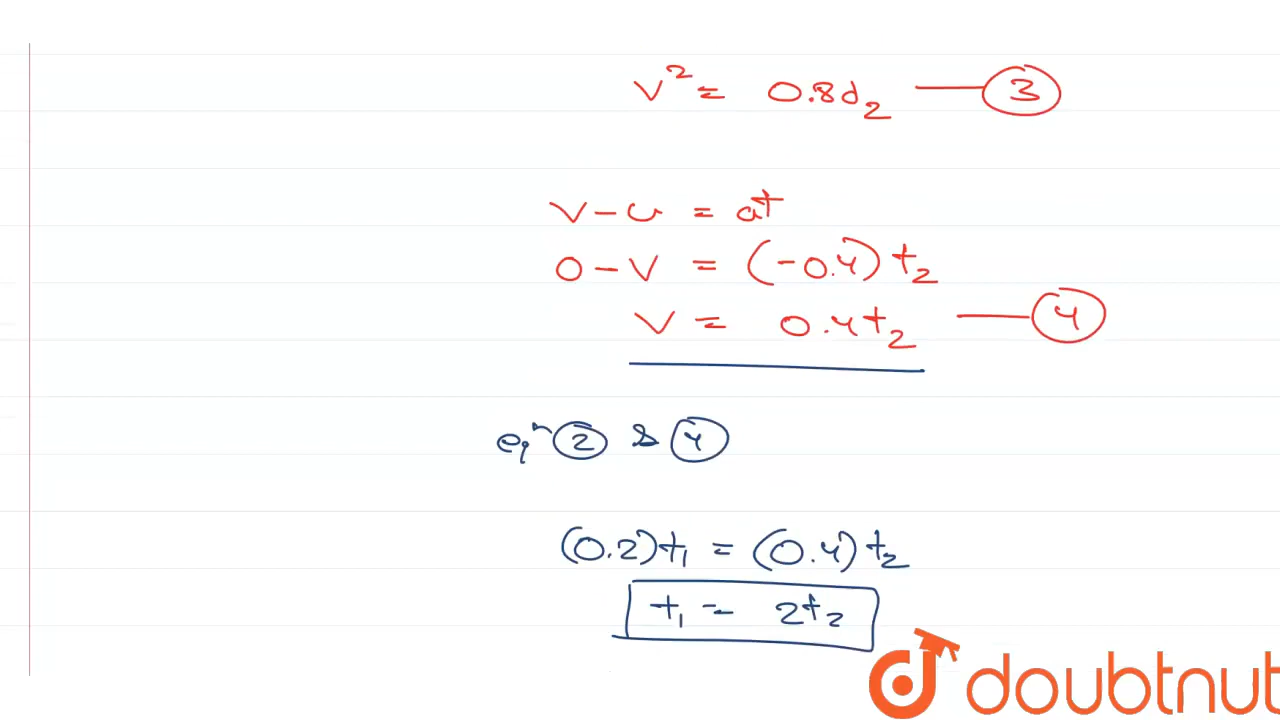 V² = 0.8d₂ — ③
V - u = at
0 - V = (-0.4) t₂
V = 0.4t₂ — ④
eqⁿ ② & ④
(0.2)t₁ = (0.4) t₂
t₁ = 2t₂
doubtnut